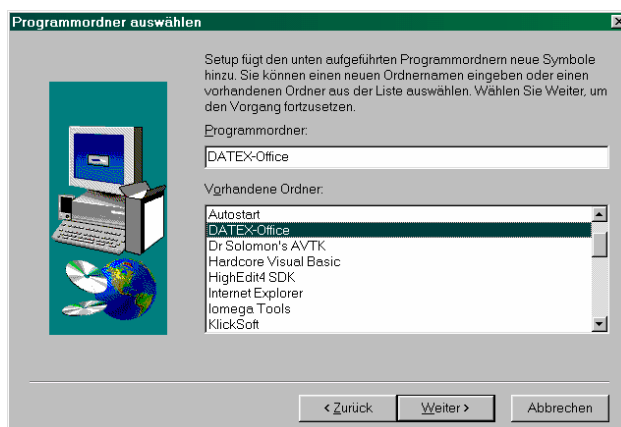 Programmordner auswählen
Setup fügt den unten aufgeführten Programmordnern neue Symbole
hinzu. Sie können einen neuen Ordnernamen eingeben oder einen
vorhandenen Ordner aus der Liste auswählen. Wählen Sie Weiter, um
den Vorgang fortzusetzen.
Programmordner:
DATEX-Office
Vorhandene Ordner:
Autostart
DATEX-Office
Dr Solomon's AVTK
Hardcore Visual Basic
HighEdit4 SDK
Internet Explorer
Iomega Tools
KlickSoft
< Zurück Weiter > Abbrechen